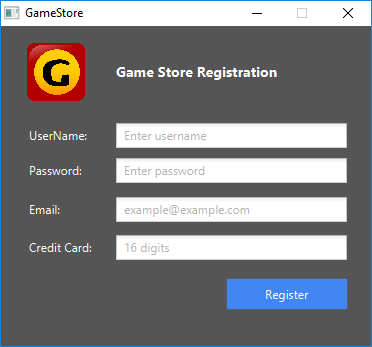 GameStore
G
Game Store Registration
UserName:
Enter username
Password:
Enter password
Email:
example@example.com
Credit Card:
16 digits
Register